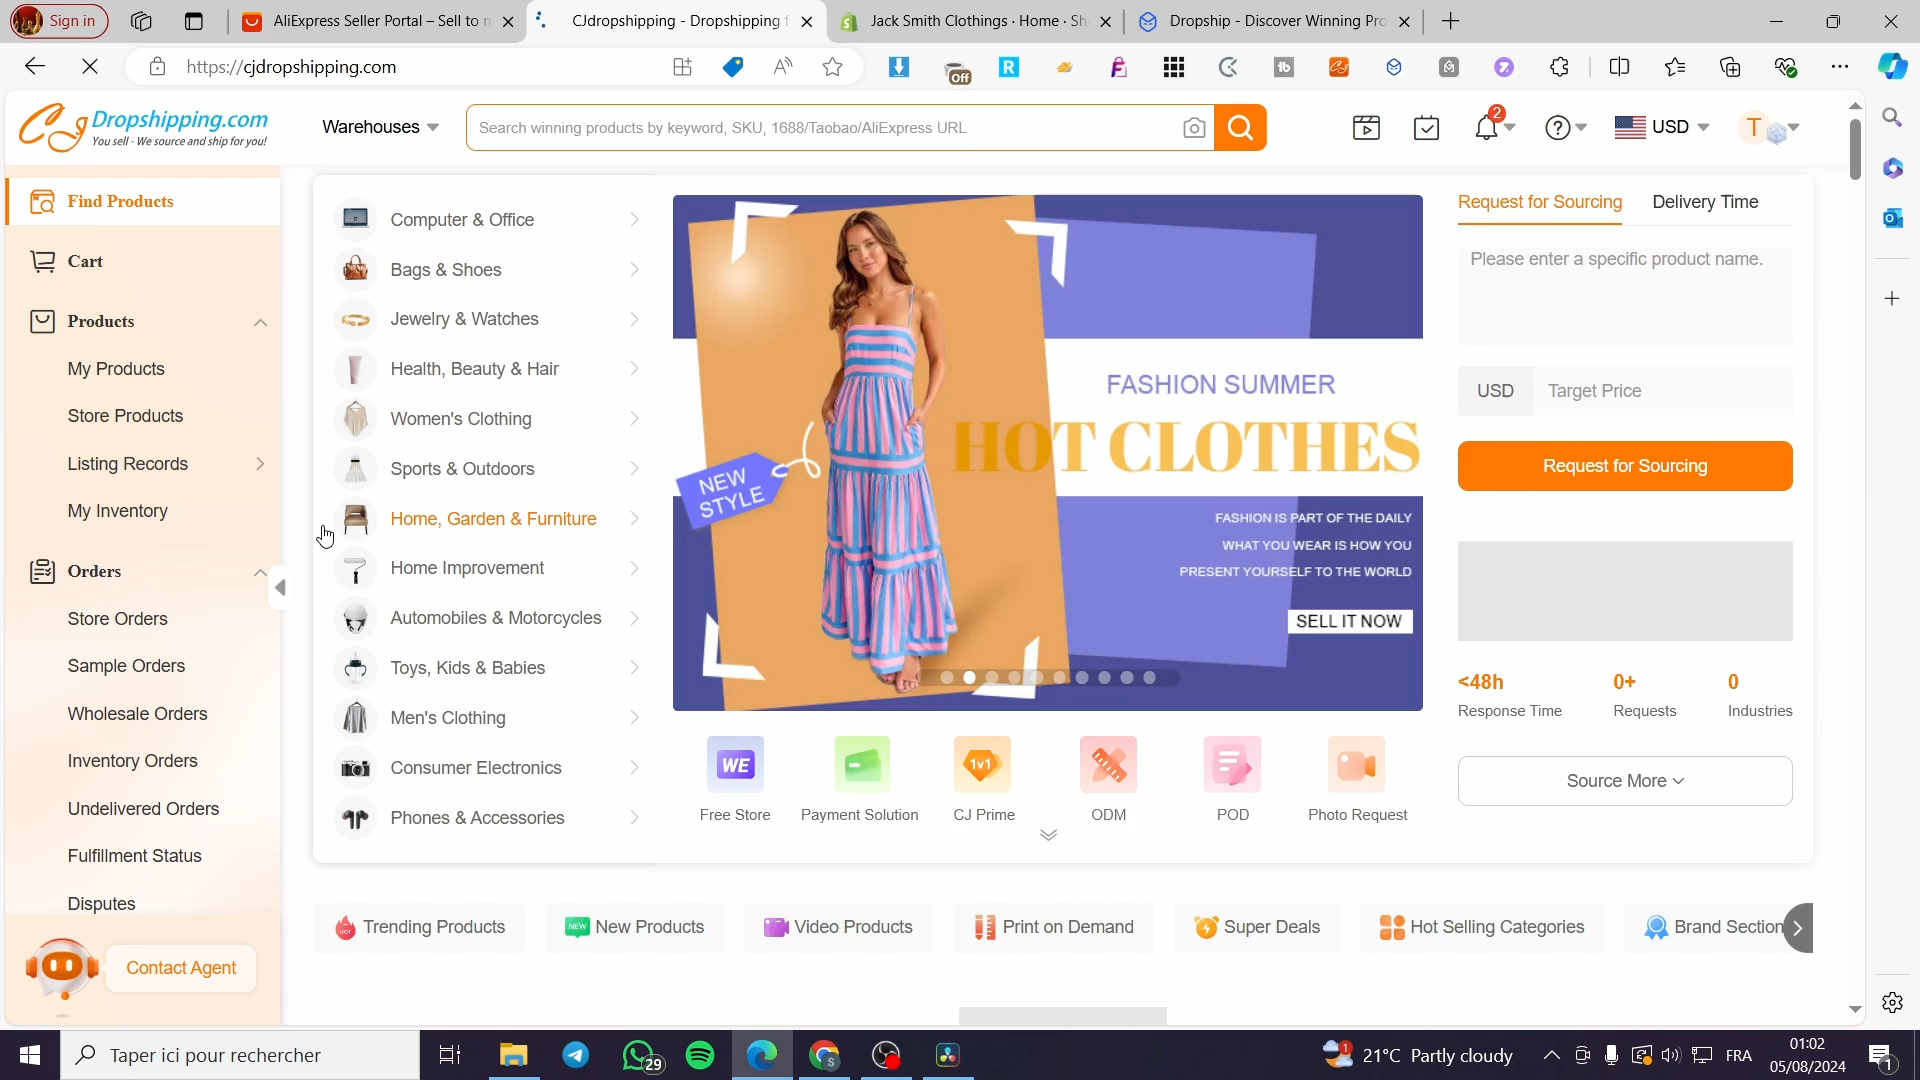 Sign in
AliExpress Seller Portal – Sell to m
CJdropshipping - Dropshipping f
Jack Smith Clothings · Home · Sh
Dropship - Discover Winning Pro
https://cjdropshipping.com
Off
CJ Dropshipping.com
You sell - We source and ship for you!
Warehouses
Search winning products by keyword, SKU, 1688/Taobao/AliExpress URL
2
USD
T
Find Products
Cart
Products
My Products
Store Products
Listing Records
My Inventory
Orders
Store Orders
Sample Orders
Wholesale Orders
Inventory Orders
Undelivered Orders
Fulfillment Status
Disputes
Contact Agent
Computer & Office
Bags & Shoes
Jewelry & Watches
Health, Beauty & Hair
Women's Clothing
Sports & Outdoors
Home, Garden & Furniture
Home Improvement
Automobiles & Motorcycles
Toys, Kids & Babies
Men's Clothing
Consumer Electronics
Phones & Accessories
NEW
STYLE
FASHION SUMMER
HOT CLOTHES
FASHION IS PART OF THE DAILY
WHAT YOU WEAR IS HOW YOU
PRESENT YOURSELF TO THE WORLD
SELL IT NOW
WE
Free Store
Payment Solution
1v1
CJ Prime
ODM
POD
Photo Request
Request for Sourcing
Delivery Time
Please enter a specific product name.
USD
Target Price
Request for Sourcing
<48h
Response Time
0+
Requests
0
Industries
Source More
HOT
Trending Products
NEW
New Products
Video Products
Print on Demand
Super Deals
Hot Selling Categories
Brand Section
Taper ici pour rechercher
29
S
1
21°C Partly cloudy
FRA
01:02
05/08/2024
1